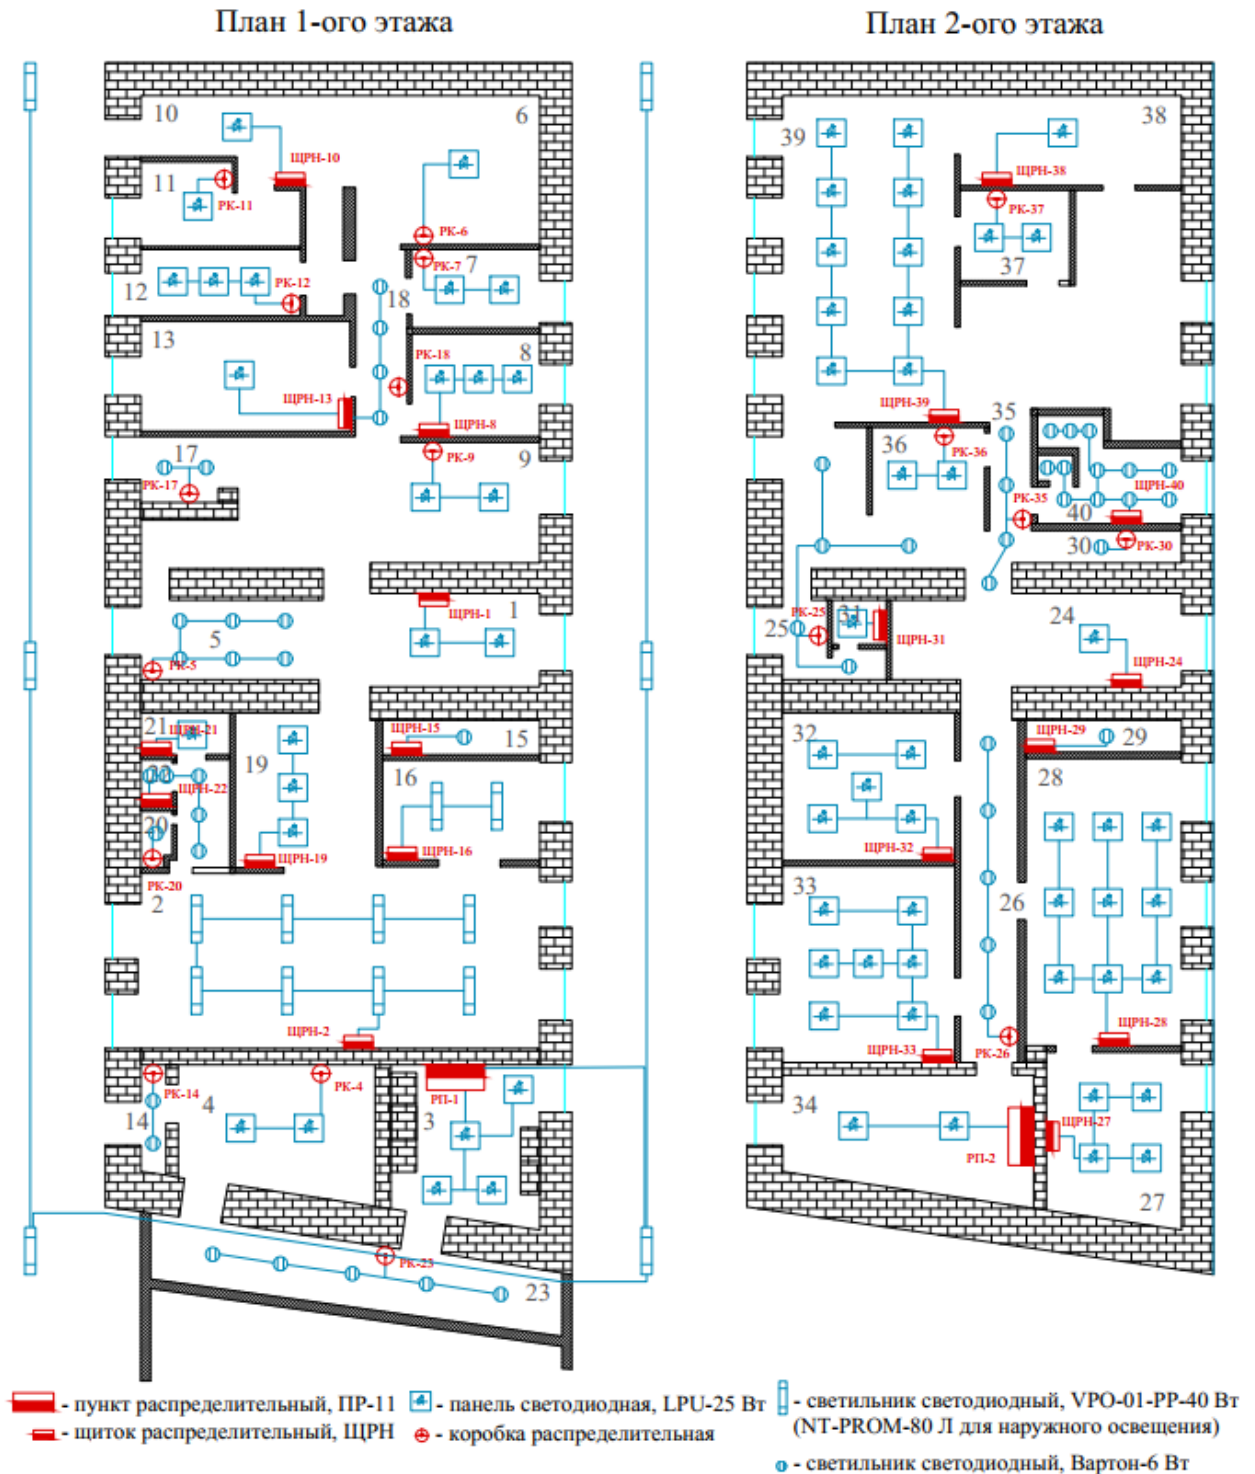 План 1-ого этажа
План 2-ого этажа
10
6
ЩРН-10
11
РК-11
РК-6
РК-7
7
12
РК-12
18
13
РК-18
8
ЩРН-13
ЩРН-8
17
РК-9
9
РК-17
ЩРН-1
1
5
РК-5
21
ЩРН-21
ЩРН-15
15
22
19
16
ЩРН-22
20
ЩРН-19
ЩРН-16
РК-20
2
ЩРН-2
РК-14
4
РК-4
РП-1
14
3
РК-23
23
38
39
ЩРН-38
РК-37
37
ЩРН-39
35
36
РК-36
ЩРН-40
РК-35
40
30
РК-30
РК-25
31
24
25
ЩРН-31
ЩРН-24
32
ЩРН-29
29
28
ЩРН-32
33
26
ЩРН-28
ЩРН-33
РК-26
34
ЩРН-27
РП-2
27
- пункт распределительный, ПР-11
- панель светодиодная, LPU-25 Вт
- светильник светодиодный, VPO-01-PP-40 Вт
(NT-PROM-80 Л для наружного освещения)
- щиток распределительный, ЩРН
- коробка распределительная
- светильник светодиодный, Вартон-6 Вт